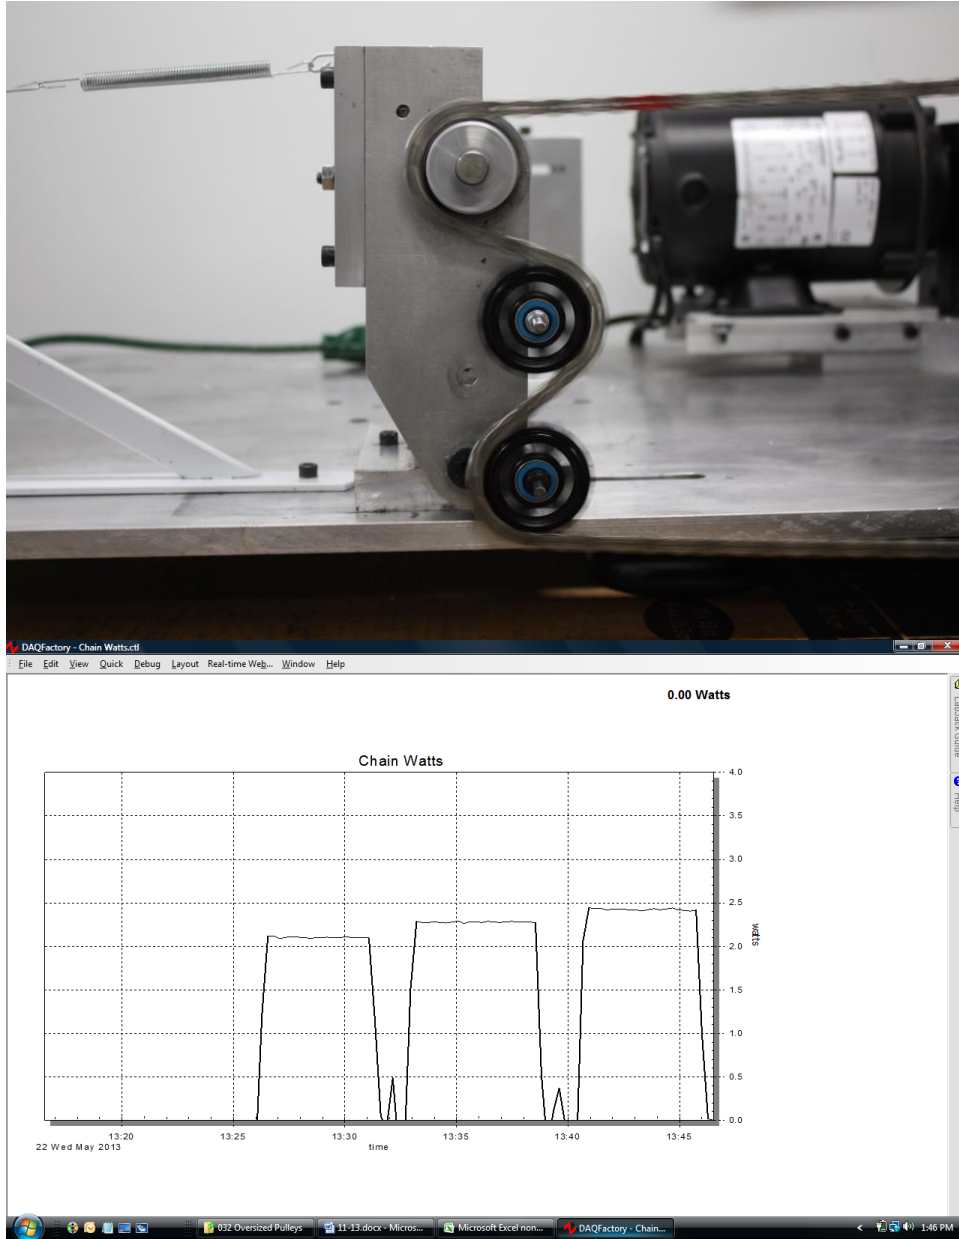 DAQFactory - Chain Watts.ctl
File Edit View Quick Debug Layout Real-time Web... Window Help
0.00 Watts
Chain Watts
4.0
3.5
3.0
2.5
2.0
1.5
1.0
0.5
0.0
watts
13:20 13:25 13:30 13:35 13:40 13:45
22 Wed May 2013
time
Help
032 Oversized Pulleys
11-13.docx - Micros...
Microsoft Excel non...
DAQFactory - Chain...
1:46 PM